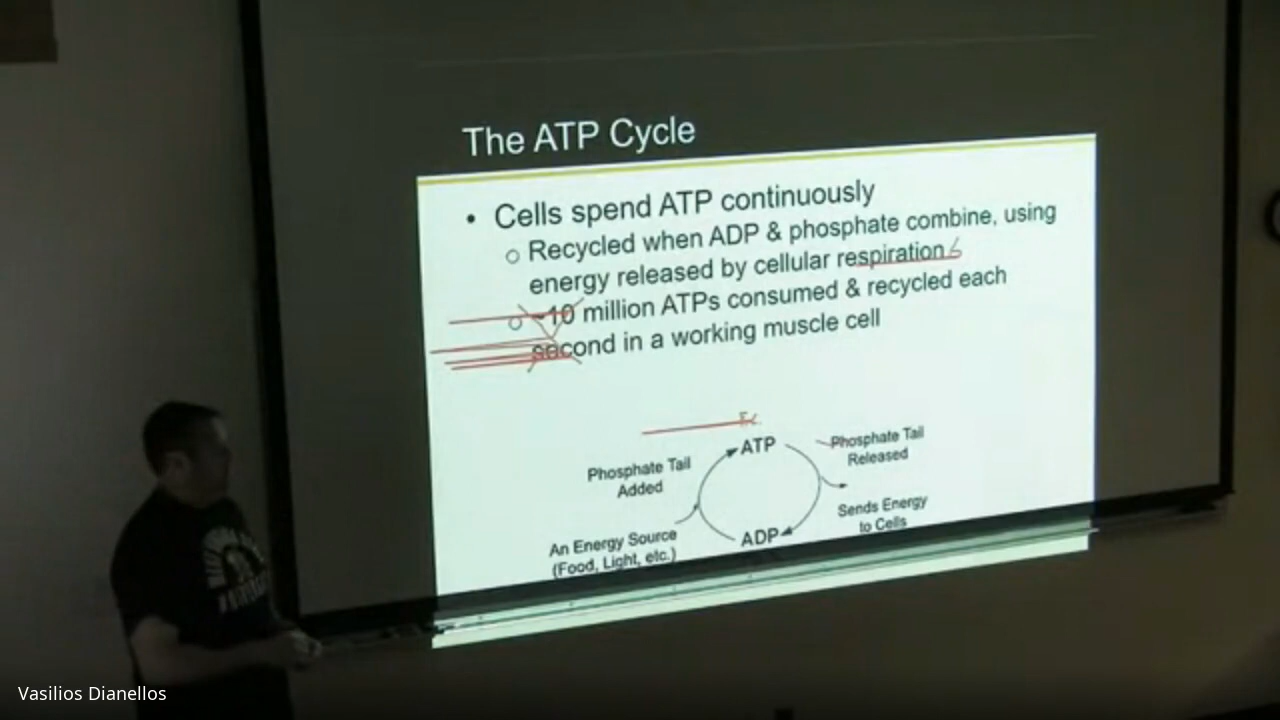 The ATP Cycle
• Cells spend ATP continuously
○ Recycled when ADP & phosphate combine, using
energy released by cellular respiration
○ ~10 million ATPs consumed & recycled each
second in a working muscle cell
ATP
Phosphate Tail
Released
Phosphate Tail
Added
Sends Energy
to Cells
An Energy Source
(Food, Light, etc.)
ADP
Vasilios Dianellos